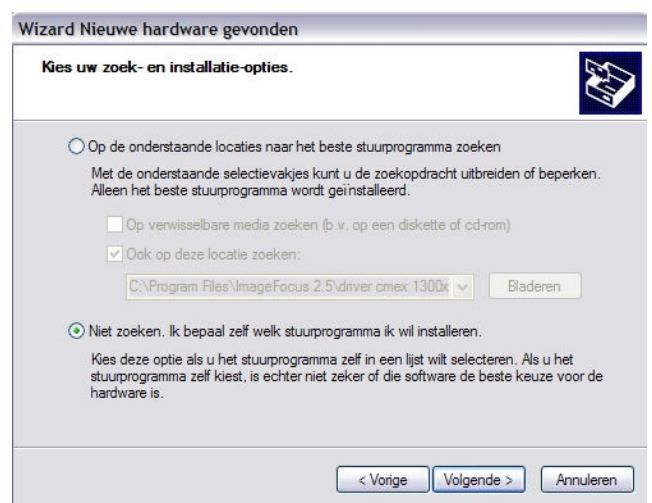 Wizard Nieuwe hardware gevonden
Kies uw zoek- en installatie-opties.
Op de onderstaande locaties naar het beste stuurprogramma zoeken
Met de onderstaande selectievakjes kunt u de zoekopdracht uitbreiden of beperken.
Alleen het beste stuurprogramma wordt geïnstalleerd.
Op verwisselbare media zoeken (b.v. op een diskette of cd-rom)
Ook op deze locatie zoeken:
C:\Program Files\ImageFocus 2.5\driver cmex 1300x Bladeren
Niet zoeken. Ik bepaal zelf welk stuurprogramma ik wil installeren.
Kies deze optie als u het stuurprogramma zelf in een lijst wilt selecteren. Als u het
stuurprogramma zelf kiest, is echter niet zeker of die software de beste keuze voor de
hardware is.
< Vorige Volgende > Annuleren